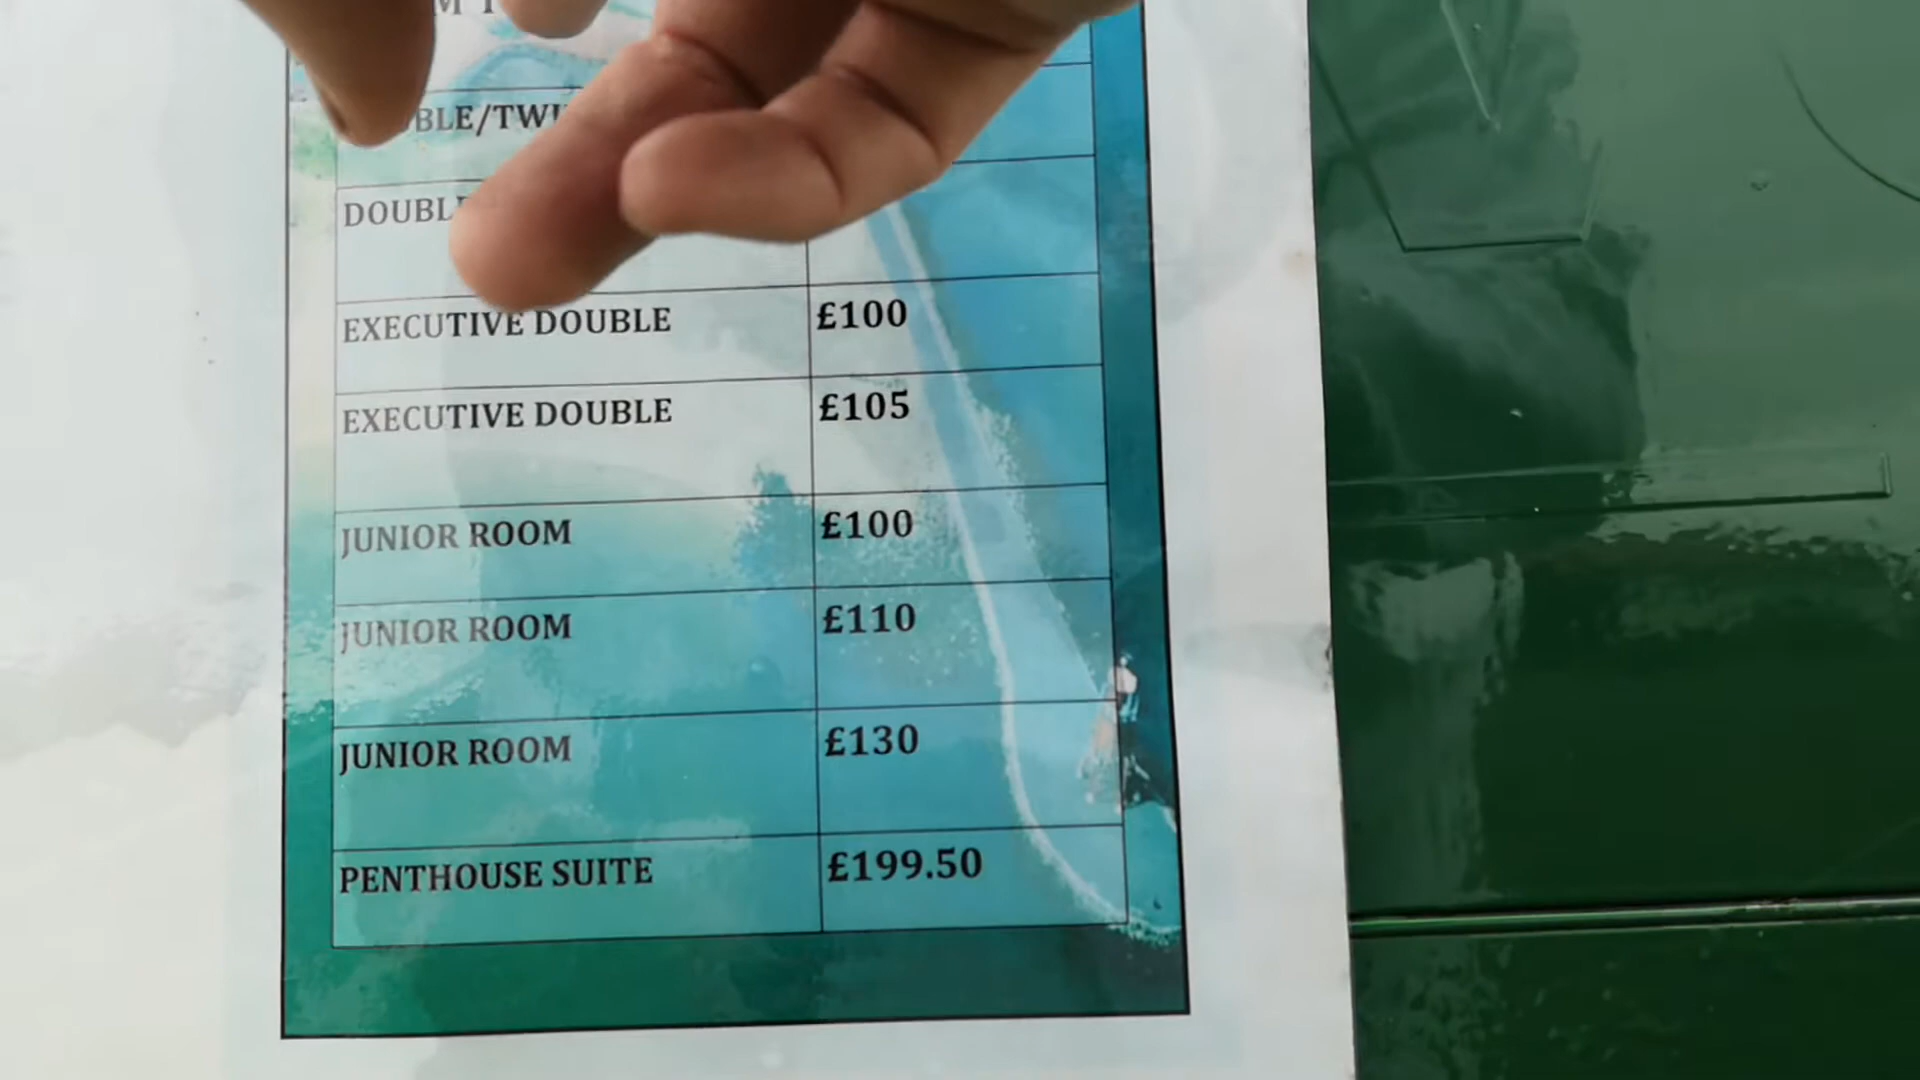 EXECUTIVE DOUBLE £100
EXECUTIVE DOUBLE £105
JUNIOR ROOM £100
JUNIOR ROOM £110
JUNIOR ROOM £130
PENTHOUSE SUITE £199.50